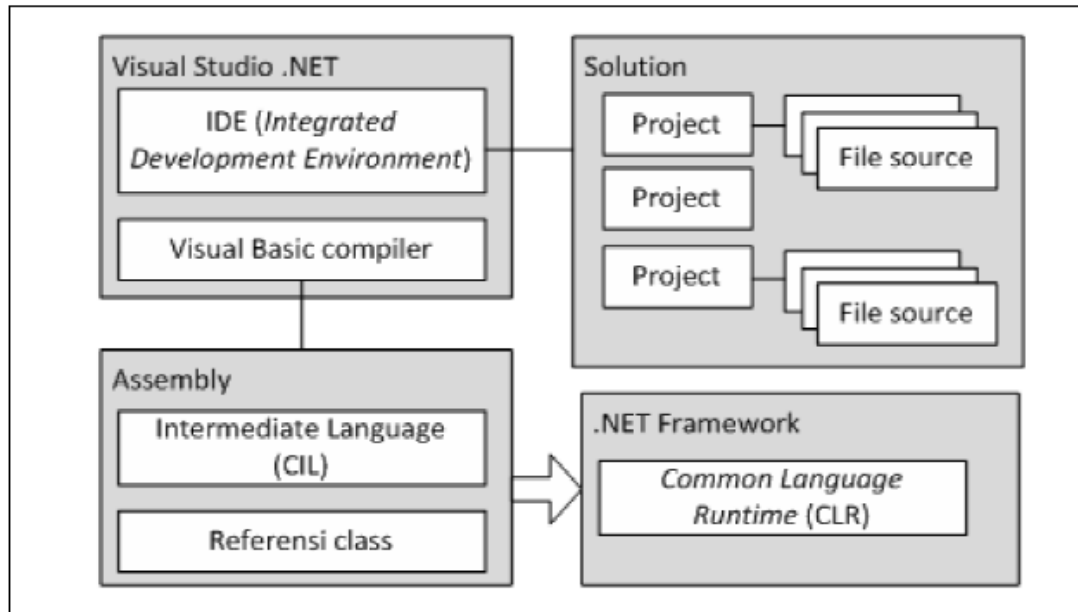 Visual Studio .NET
IDE (Integrated
Development Environment)
Visual Basic compiler
Solution
Project
File source
Project
Project
File source
Assembly
Intermediate Language
(CIL)
Referensi class
.NET Framework
Common Language
Runtime (CLR)